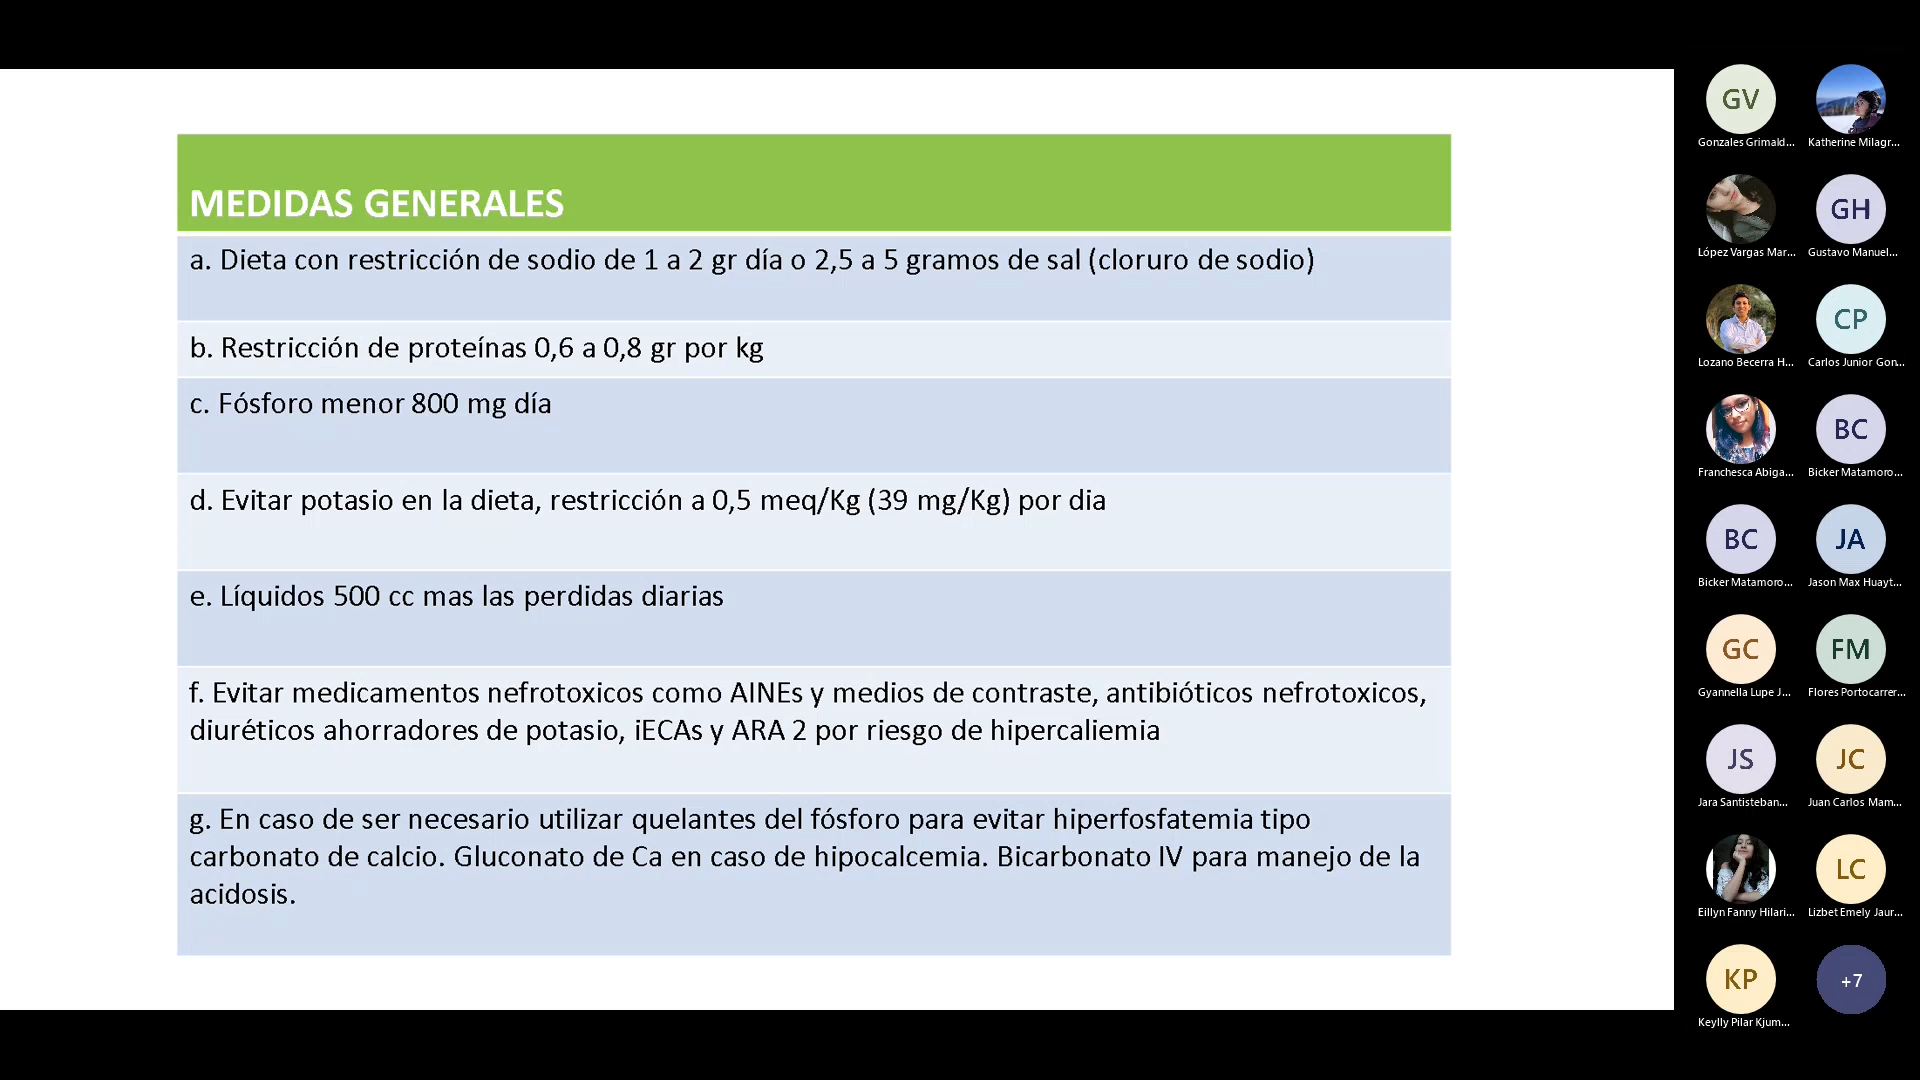 MEDIDAS GENERALES
a. Dieta con restricción de sodio de 1 a 2 gr día o 2,5 a 5 gramos de sal (cloruro de sodio)
b. Restricción de proteínas 0,6 a 0,8 gr por kg
c. Fósforo menor 800 mg día
d. Evitar potasio en la dieta, restricción a 0,5 meq/Kg (39 mg/Kg) por dia
e. Líquidos 500 cc mas las perdidas diarias
f. Evitar medicamentos nefrotoxicos como AINEs y medios de contraste, antibióticos nefrotoxicos,
diuréticos ahorradores de potasio, iECAs y ARA 2 por riesgo de hipercaliemia
g. En caso de ser necesario utilizar quelantes del fósforo para evitar hiperfosfatemia tipo
carbonato de calcio. Gluconato de Ca en caso de hipocalcemia. Bicarbonato IV para manejo de la
acidosis.
GV
Gonzales Grimald... Katherine Milagr...
GH
López Vargas Mar... Gustavo Manuel...
CP
Lozano Becerra H... Carlos Junior Gon...
BC
Franchesca Abiga... Bicker Matamoro...
BC JA
Bicker Matamoro... Jason Max Huayt...
GC FM
Gyannella Lupe J... Flores Portocarrer...
JS JC
Jara Santisteban... Juan Carlos Mam...
LC
Eillyn Fanny Hilari... Lizbet Emely Jaur...
KP +7
Keylly Pilar Kjum...